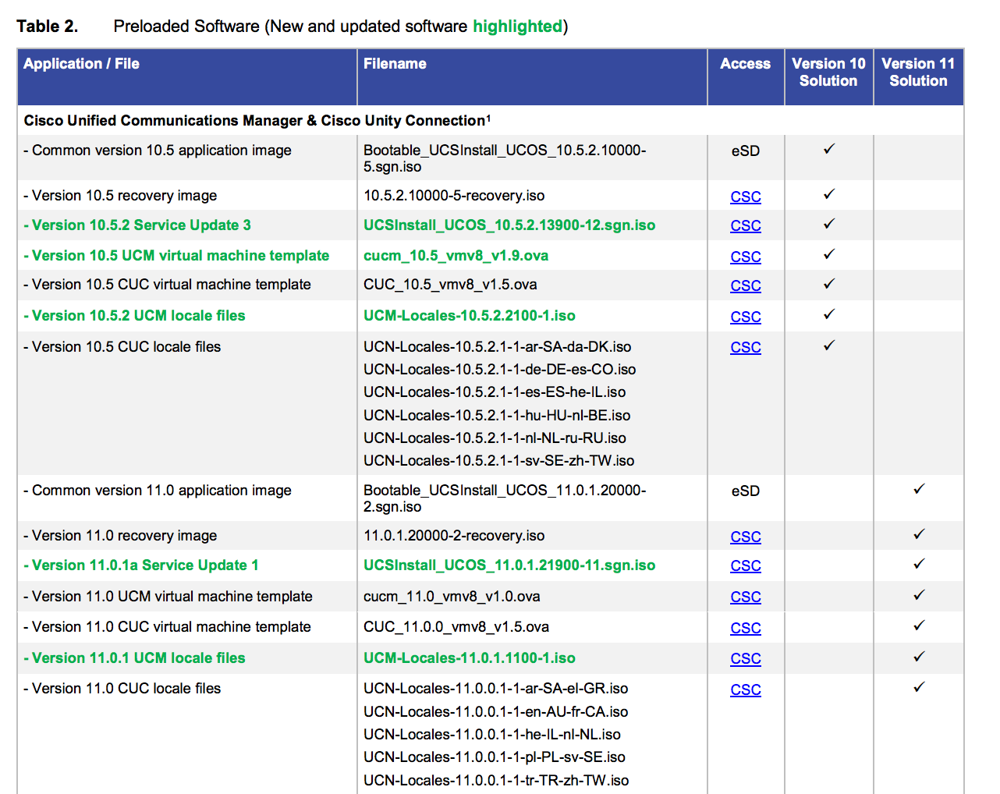 Table 2. Preloaded Software (New and updated software highlighted)
Application / File Filename Access Version 10 Solution Version 11 Solution
Cisco Unified Communications Manager & Cisco Unity Connection¹
- Common version 10.5 application image Bootable_UCSInstall_UCOS_10.5.2.10000- eSD ✓
5.sgn.iso
- Version 10.5 recovery image 10.5.2.10000-5-recovery.iso CSC ✓
- Version 10.5.2 Service Update 3 UCSInstall_UCOS_10.5.2.13900-12.sgn.iso CSC ✓
- Version 10.5 UCM virtual machine template cucm_10.5_vmv8_v1.9.ova CSC ✓
- Version 10.5 CUC virtual machine template CUC_10.5_vmv8_v1.5.ova CSC ✓
- Version 10.5.2 UCM locale files UCM-Locales-10.5.2.2100-1.iso CSC ✓
- Version 10.5 CUC locale files UCN-Locales-10.5.2.1-1-ar-SA-da-DK.iso CSC ✓
UCN-Locales-10.5.2.1-1-de-DE-es-CO.iso
UCN-Locales-10.5.2.1-1-es-ES-he-IL.iso
UCN-Locales-10.5.2.1-1-hu-HU-nl-BE.iso
UCN-Locales-10.5.2.1-1-nl-NL-ru-RU.iso
UCN-Locales-10.5.2.1-1-sv-SE-zh-TW.iso
- Common version 11.0 application image Bootable_UCSInstall_UCOS_11.0.1.20000- eSD ✓
2.sgn.iso
- Version 11.0 recovery image 11.0.1.20000-2-recovery.iso CSC ✓
- Version 11.0.1a Service Update 1 UCSInstall_UCOS_11.0.1.21900-11.sgn.iso CSC ✓
- Version 11.0 UCM virtual machine template cucm_11.0_vmv8_v1.0.ova CSC ✓
- Version 11.0 CUC virtual machine template CUC_11.0.0_vmv8_v1.5.ova CSC ✓
- Version 11.0.1 UCM locale files UCM-Locales-11.0.1.1100-1.iso CSC ✓
- Version 11.0 CUC locale files UCN-Locales-11.0.0.1-1-ar-SA-el-GR.iso CSC ✓
UCN-Locales-11.0.0.1-1-en-AU-fr-CA.iso
UCN-Locales-11.0.0.1-1-he-IL-nl-NL.iso
UCN-Locales-11.0.0.1-1-pl-PL-sv-SE.iso
UCN-Locales-11.0.0.1-1-tr-TR-zh-TW.iso